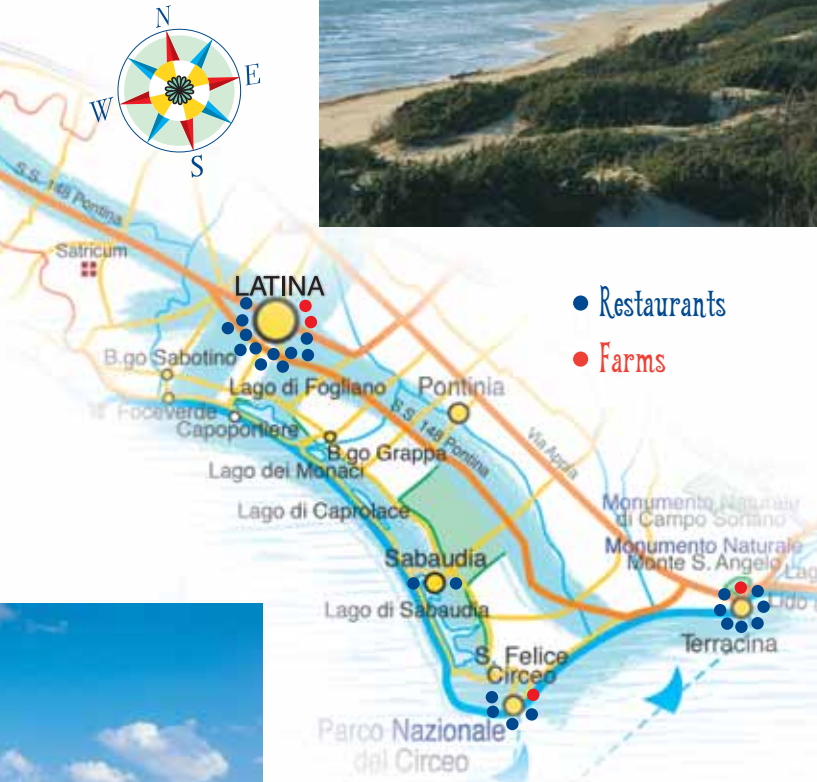 N
E
W
S
S.S. 148 Pontina
Satricum
LATINA
Restaurants
Farms
B.go Sabotino
Lago di Fogliano
Pontinia
Foceverde
Capoportiere
S.S. 148 Pontina
Via Appia
B.go Grappa
Lago dei Monaci
Lago di Caprolace
Monumento Naturale
di Campo Soriano
Monumento Naturale
Monte S. Angelo
Sabaudia
Lago
Lido
Lago di Sabaudia
Terracina
S. Felice
Circeo
Parco Nazionale
del Circeo